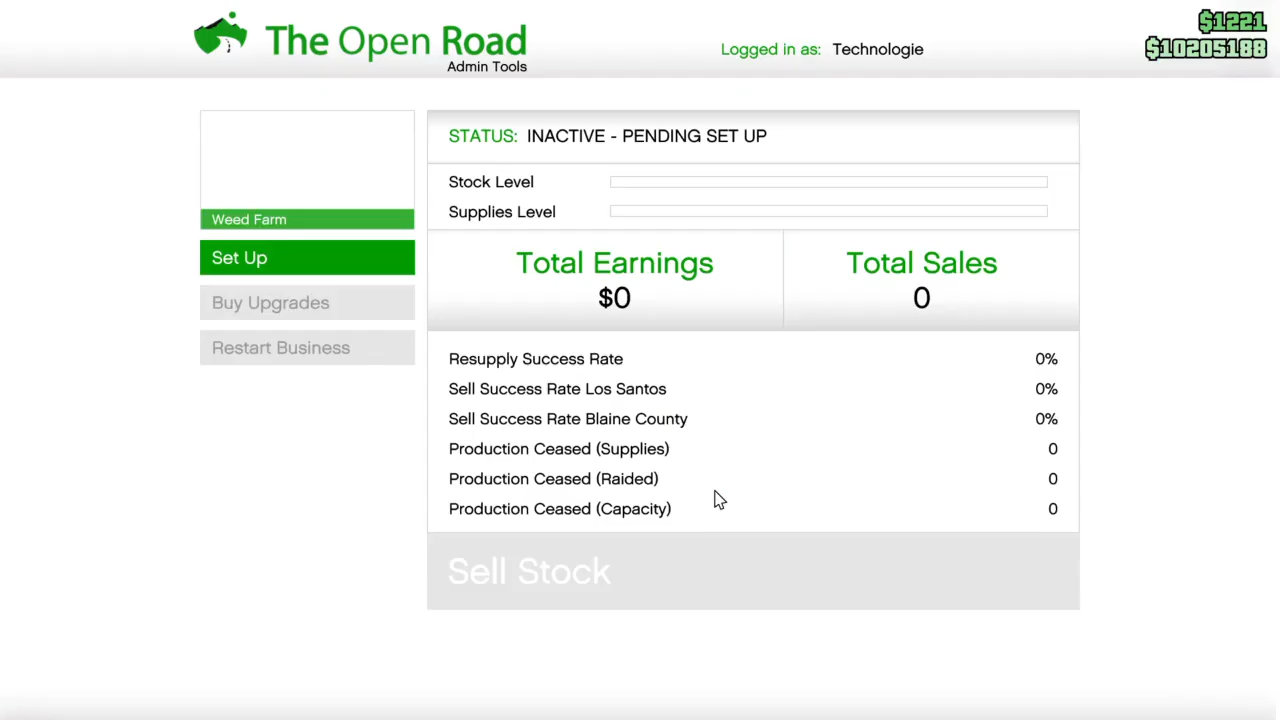 The Open Road
Admin Tools
Logged in as: Technologie
$1221
$10205188
Weed Farm
Set Up
Buy Upgrades
Restart Business
STATUS: INACTIVE - PENDING SET UP
Stock Level
Supplies Level
Total Earnings
$0
Total Sales
0
Resupply Success Rate 0%
Sell Success Rate Los Santos 0%
Sell Success Rate Blaine County 0%
Production Ceased (Supplies) 0
Production Ceased (Raided) 0
Production Ceased (Capacity) 0
Sell Stock